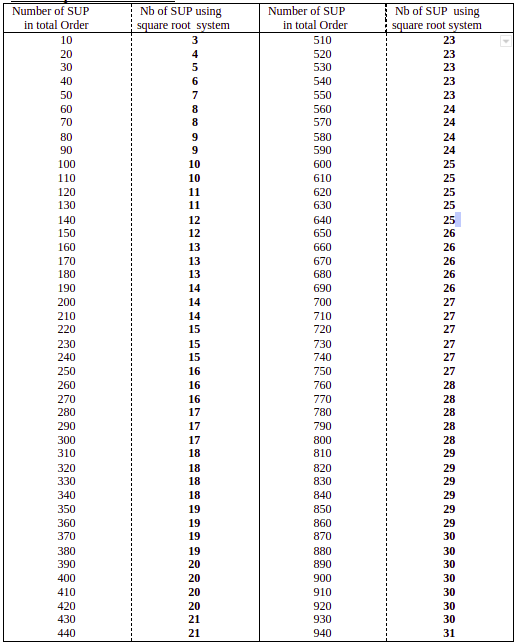 Number of SUP Nb of SUP using Number of SUP Nb of SUP using
in total Order square root system in total Order square root system
10 3 510 23
20 4 520 23
30 5 530 23
40 6 540 23
50 7 550 23
60 8 560 24
70 8 570 24
80 9 580 24
90 9 590 24
100 10 600 25
110 10 610 25
120 11 620 25
130 11 630 25
140 12 640 25
150 12 650 26
160 13 660 26
170 13 670 26
180 13 680 26
190 14 690 26
200 14 700 27
210 14 710 27
220 15 720 27
230 15 730 27
240 15 740 27
250 16 750 27
260 16 760 28
270 16 770 28
280 17 780 28
290 17 790 28
300 17 800 28
310 18 810 29
320 18 820 29
330 18 830 29
340 18 840 29
350 19 850 29
360 19 860 29
370 19 870 30
380 19 880 30
390 20 890 30
400 20 900 30
410 20 910 30
420 20 920 30
430 21 930 30
440 21 940 31